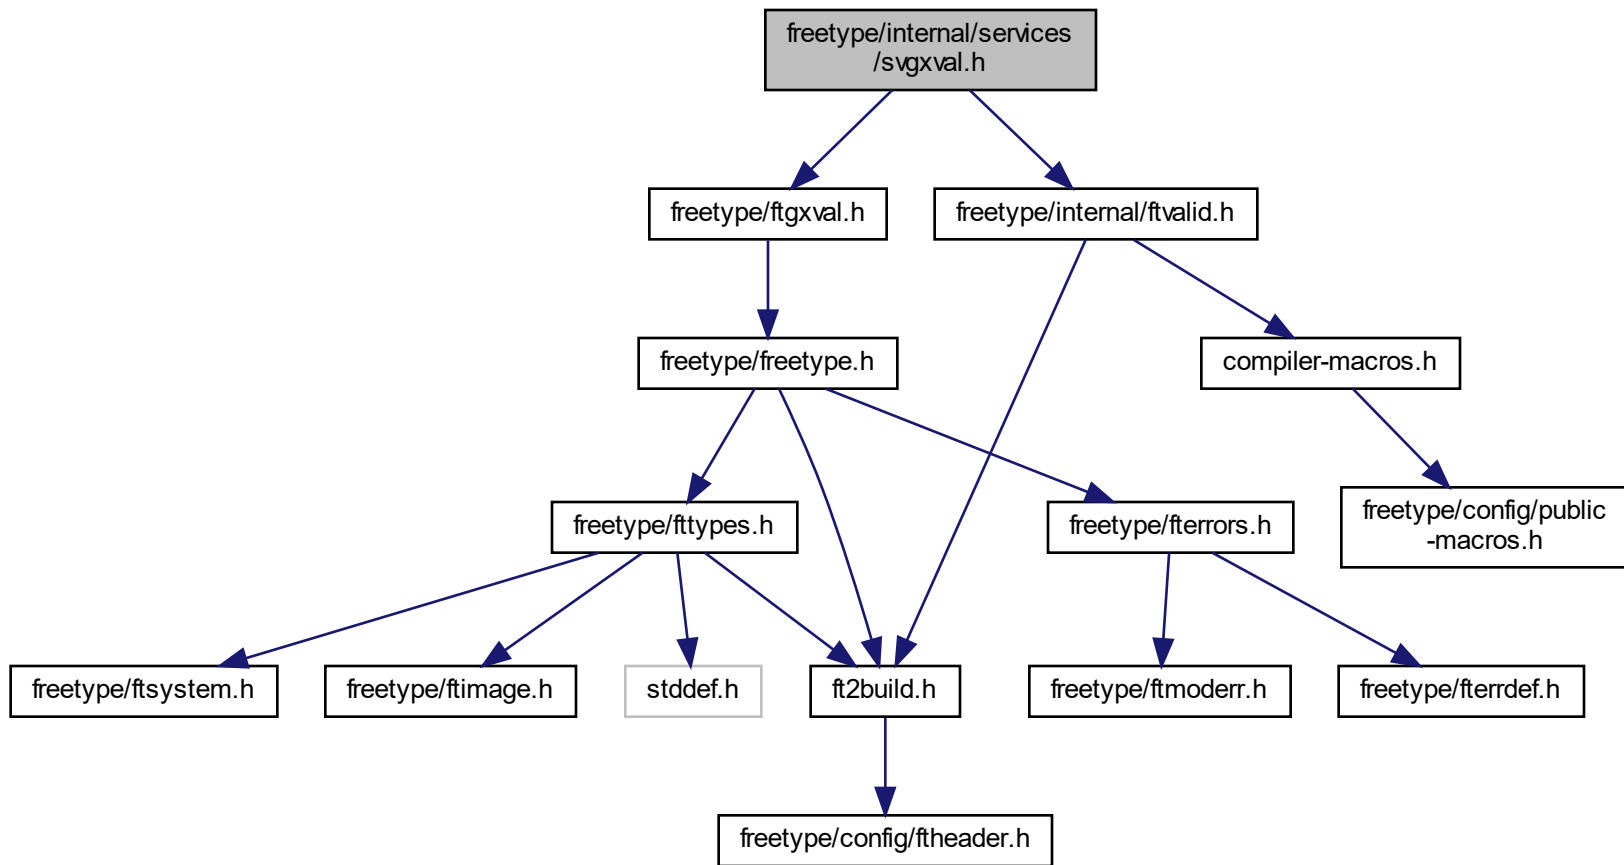 freetype/internal/services
/svgxval.h
freetype/ftgxval.h
freetype/internal/ftvalid.h
freetype/freetype.h
compiler-macros.h
freetype/fttypes.h
freetype/fterrors.h
freetype/config/public
-macros.h
freetype/ftsystem.h
freetype/ftimage.h
stddef.h
ft2build.h
freetype/ftmoderr.h
freetype/fterrdef.h
freetype/config/ftheader.h